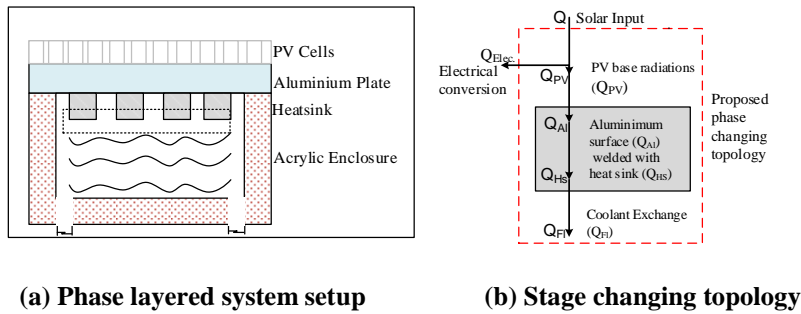 PV Cells
Aluminium Plate
Heatsink
Acrylic Enclosure
(a) Phase layered system setup
Q
Solar Input
QElec.
Electrical
conversion
QPV
PV base radiations
(QPV)
QAl
Aluminimum
surface (QAl)
welded with
heat sink (QHS)
QHs
Coolant Exchange
(QFl)
QFl
Proposed
phase
changing
topology
(b) Stage changing topology